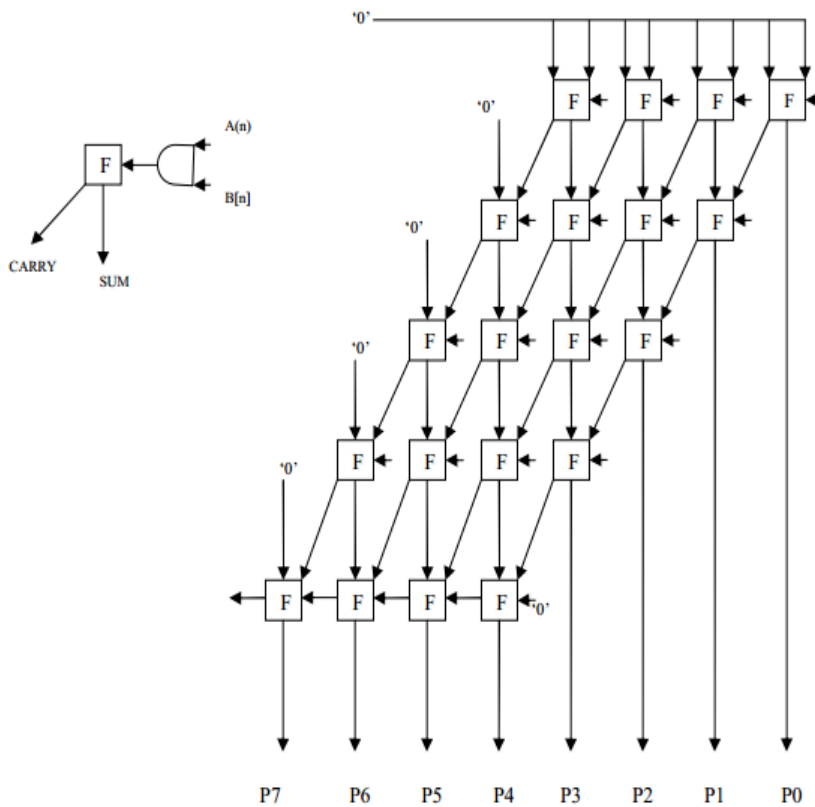 ‘0’
F F F F
‘0’
A(n)
F
B[n]
F F F F
‘0’
CARRY
SUM
F F F F
‘0’
F F F F
‘0’
F F F F ‘0’
P7 P6 P5 P4 P3 P2 P1 P0